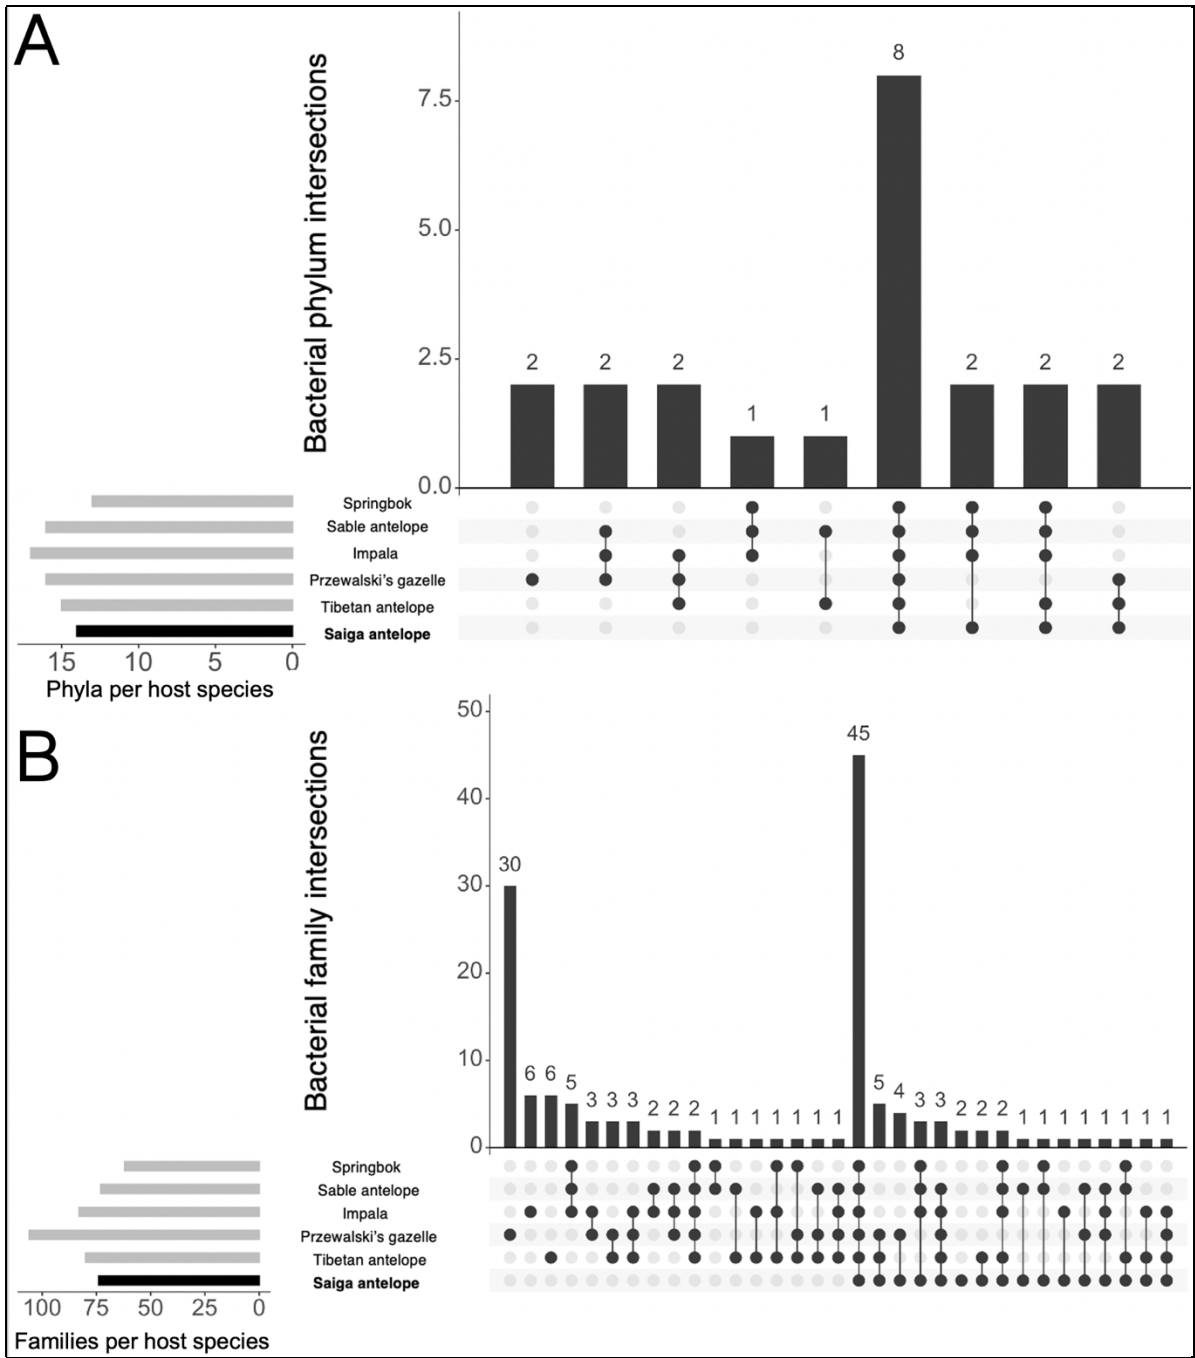 A
Bacterial phylum intersections
7.5
5.0
2.5
0.0
2 2 2 1 1 8 2 2 2
Springbok
Sable antelope
Impala
Przewalski's gazelle
Tibetan antelope
Saiga antelope
15 10 5 0
Phyla per host species
B
Bacterial family intersections
50
40
30
20
10
0
30 6 6 5 3 3 3 2 2 2 1 1 1 1 1 1 1 45 5 4 3 3 2 2 2 1 1 1 1 1 1 1 1
Springbok
Sable antelope
Impala
Przewalski's gazelle
Tibetan antelope
Saiga antelope
100 75 50 25 0
Families per host species